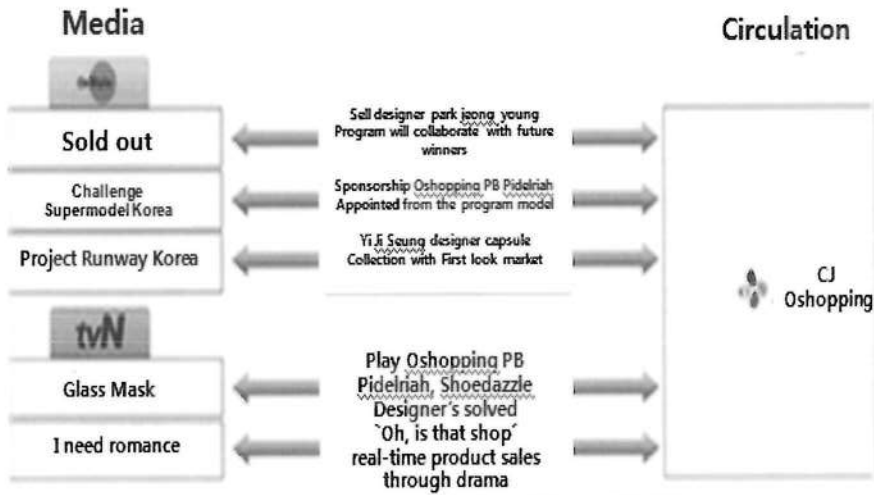 Media
Circulation
Sold out
Sell designer park jeong young
Program will collaborate with future
winners
Challenge
Supermodel Korea
Sponsorship Oshopping PB Pidelriah
Appointed from the program model
Project Runway Korea
Yi Ji Seung designer capsule
Collection with First look market
CJ
Oshopping
tvN
Glass Mask
Play Oshopping PB
Pidelriah, Shoedazzle
Designer's solved
I need romance
`Oh, is that shop´
real-time product sales
through drama